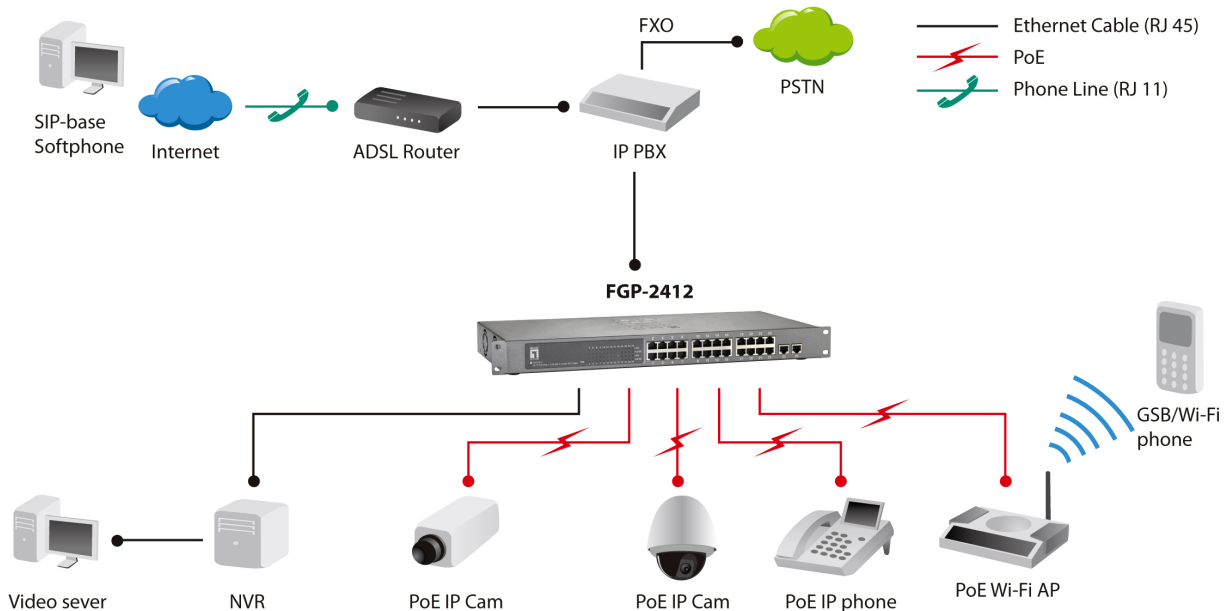 FXO
Ethernet Cable (RJ 45)
PoE
PSTN
Phone Line (RJ 11)
SIP-base
Softphone
Internet
ADSL Router
IP PBX
FGP-2412
GSB/Wi-Fi
phone
Video sever
NVR
PoE IP Cam
PoE IP Cam
PoE IP phone
PoE Wi-Fi AP